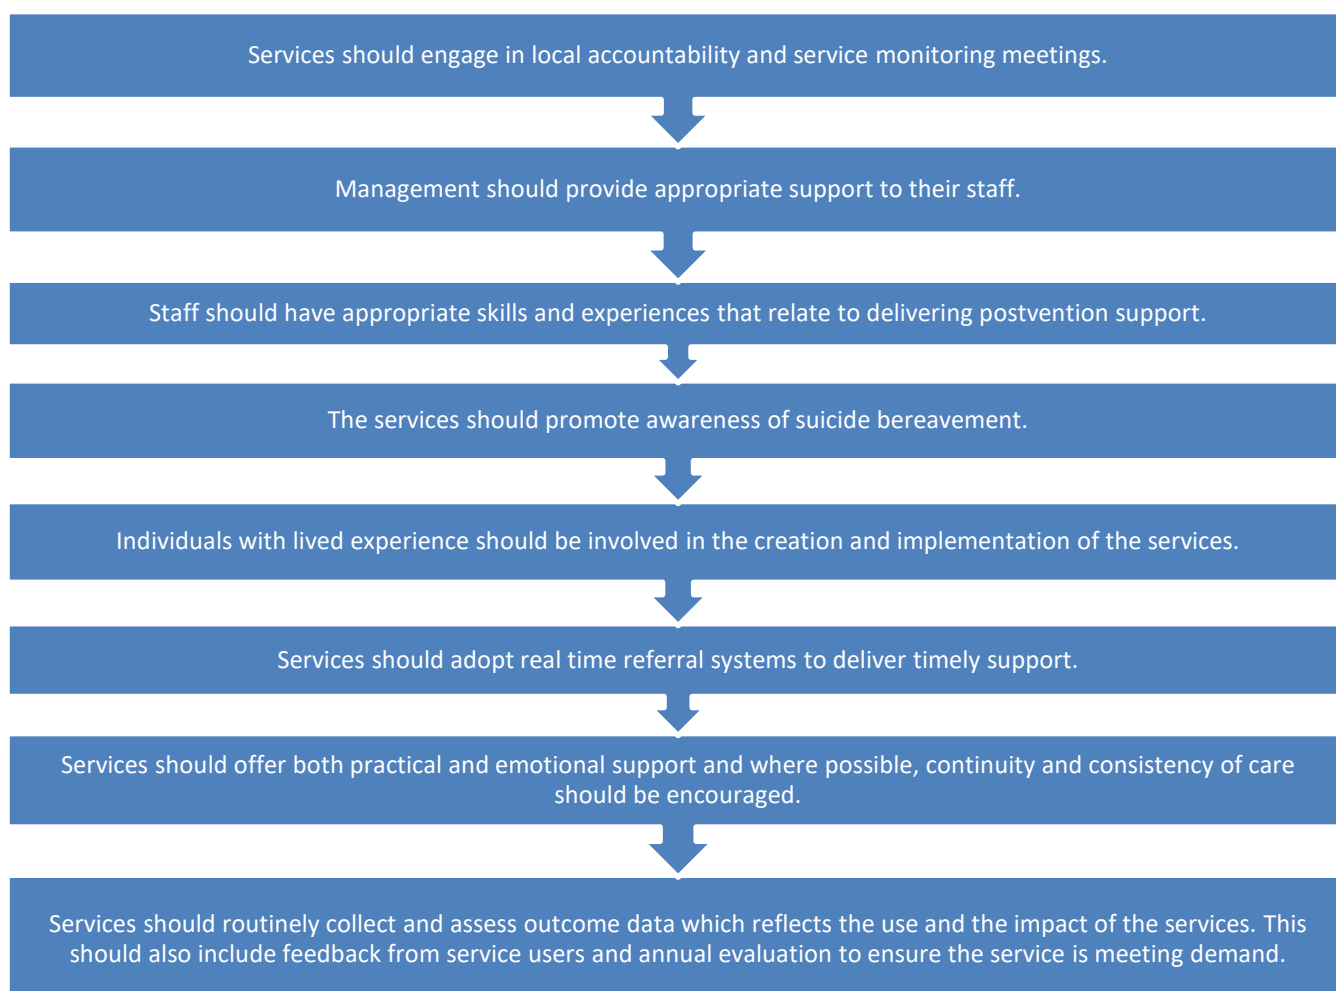 Services should engage in local accountability and service monitoring meetings.
Management should provide appropriate support to their staff.
Staff should have appropriate skills and experiences that relate to delivering postvention support.
The services should promote awareness of suicide bereavement.
Individuals with lived experience should be involved in the creation and implementation of the services.
Services should adopt real time referral systems to deliver timely support.
Services should offer both practical and emotional support and where possible, continuity and consistency of care
should be encouraged.
Services should routinely collect and assess outcome data which reflects the use and the impact of the services. This
should also include feedback from service users and annual evaluation to ensure the service is meeting demand.